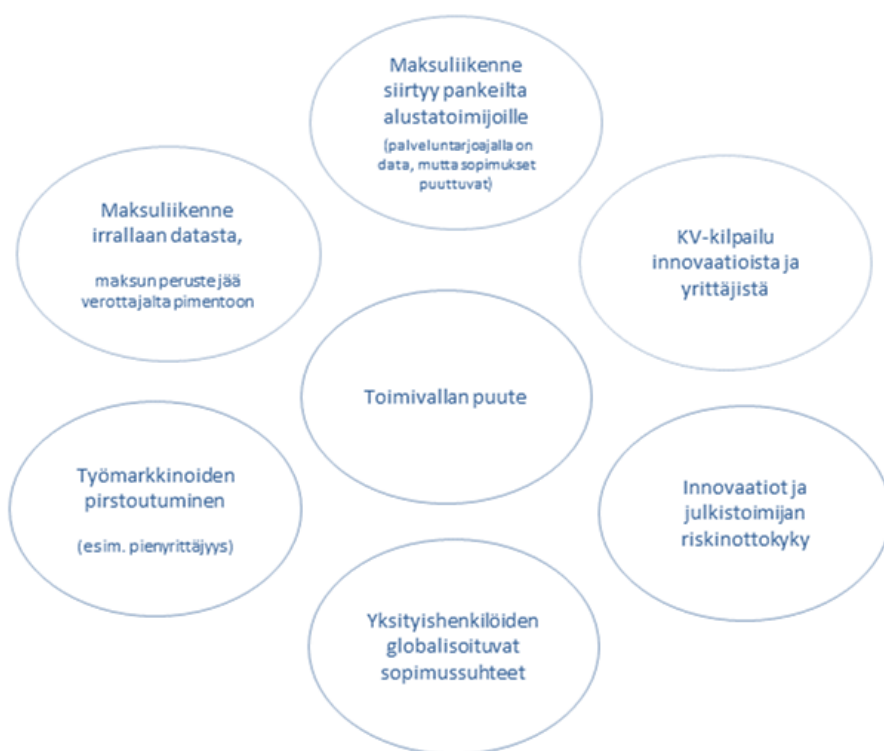 Maksuliikenne
siirtyy pankeilta
alustatoimijoille
(palveluntarjoajalla on
data, mutta sopimukset
puuttuvat)
Maksuliikenne
irrallaan datasta,
maksun peruste jää
verottajalta pimentoon
KV-kilpailu
innovaatioista ja
yrittäjistä
Toimivallan puute
Työmarkkinoiden
pirstoutuminen
(esim. pienyrittäjyys)
Innovaatiot ja
julkistoimijan
riskinottokyky
Yksityishenkilöiden
globalisoituvat
sopimussuhteet